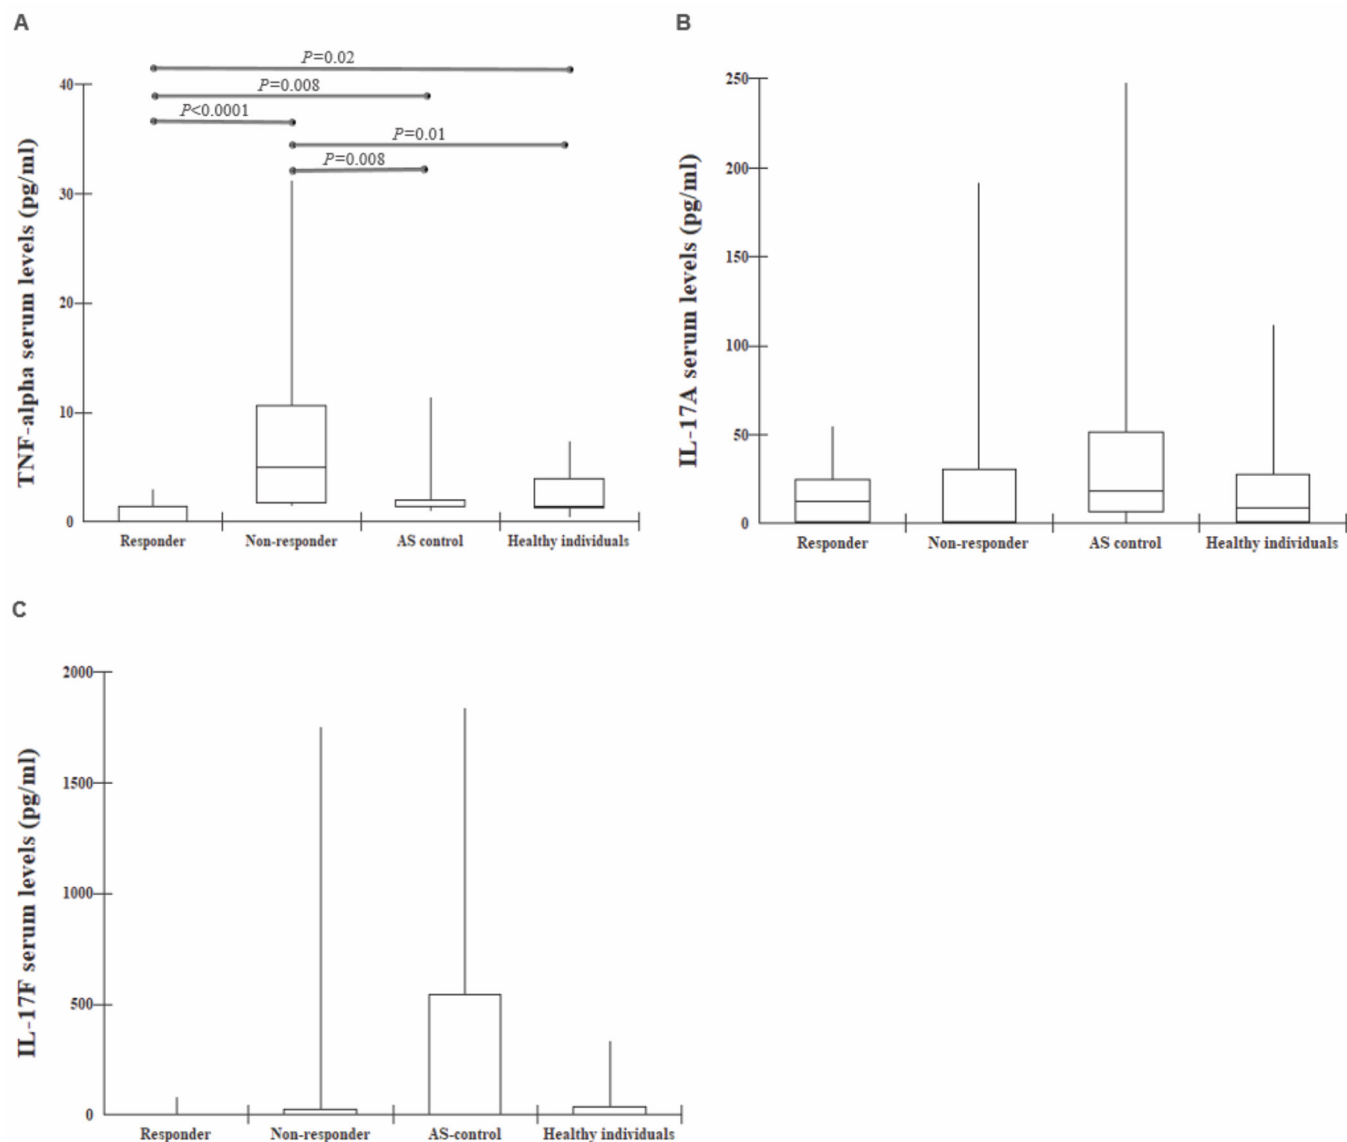 A
P=0.02
P=0.008
P<0.0001
P=0.01
P=0.008
TNF-alpha serum levels (pg/ml)
40
30
20
10
0
Responder Non-responder AS control Healthy individuals
B
IL-17A serum levels (pg/ml)
250
200
150
100
50
0
Responder Non-responder AS control Healthy individuals
C
IL-17F serum levels (pg/ml)
2000
1500
1000
500
0
Responder Non-responder AS-control Healthy individuals